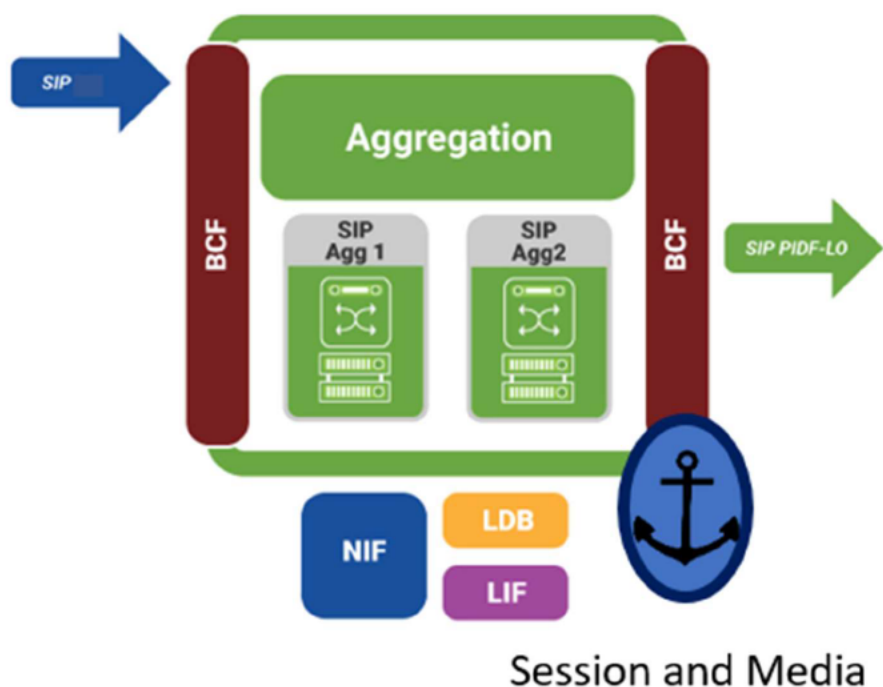 SIP
BCF
Aggregation
SIP
Agg 1
SIP
Agg2
BCF
SIP PIDF-LO
NIF
LDB
LIF
Session and Media